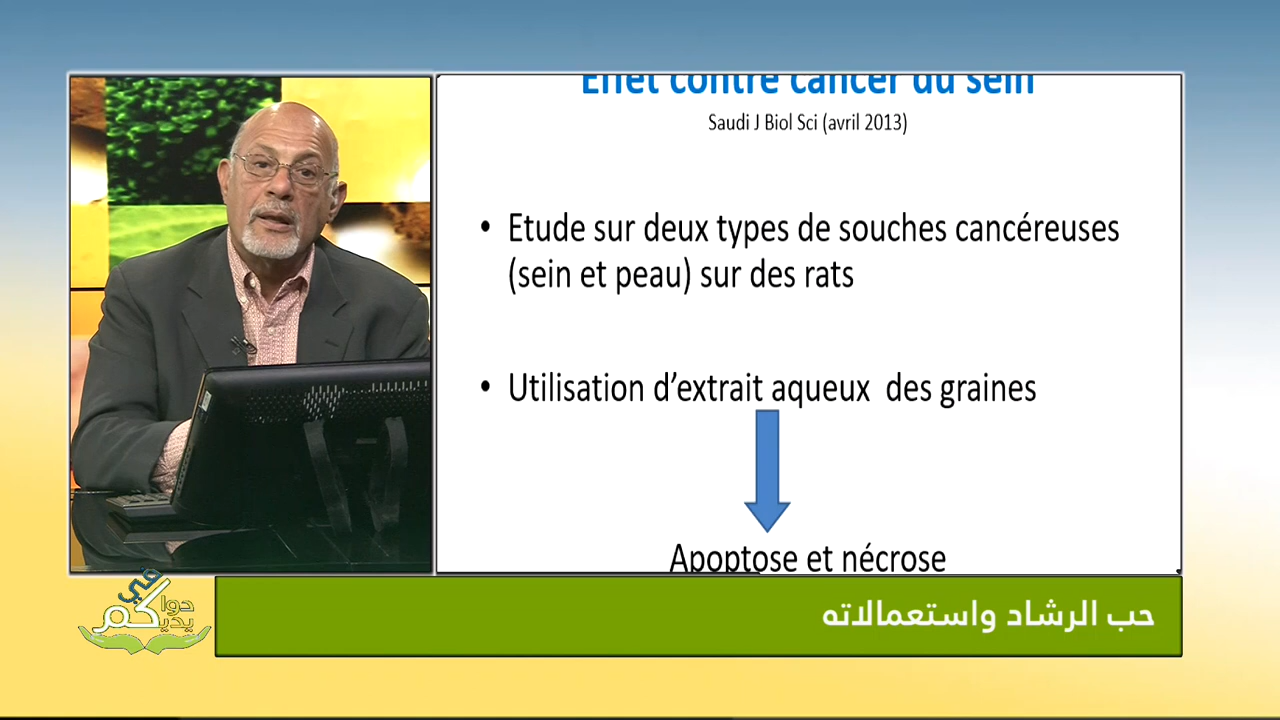 Effet contre cancer du sein
Saudi J Biol Sci (avril 2013)
• Etude sur deux types de souches cancéreuses
(sein et peau) sur des rats
• Utilisation d’extrait aqueux des graines
Apoptose et nécrose
حب الرشاد واستعمالاته
دوا في
يديكم